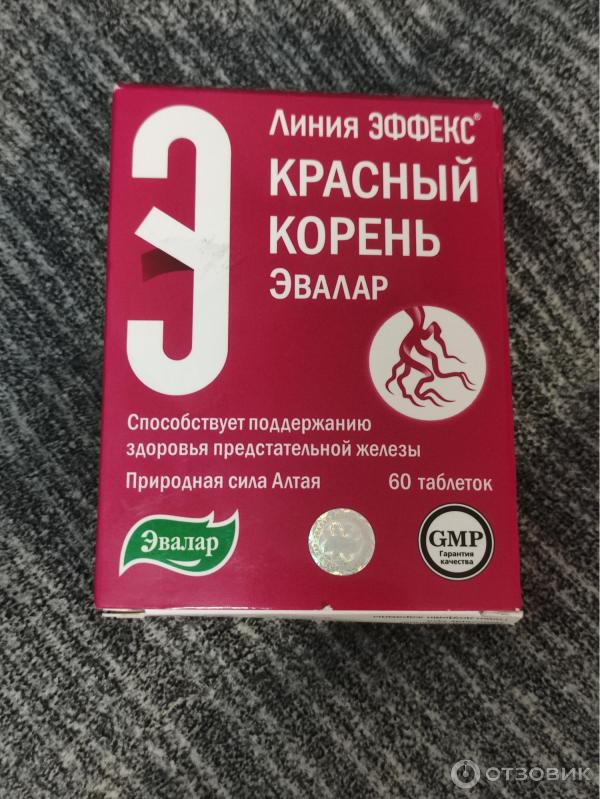 Э
Линия ЭФФЕКС®
КРАСНЫЙ
КОРЕНЬ
ЭВАЛАР
Способствует поддержанию
здоровья предстательной железы
Природная сила Алтая
60 таблеток
Эвалар
GMP
Гарантия
качества
ОТЗОВИК